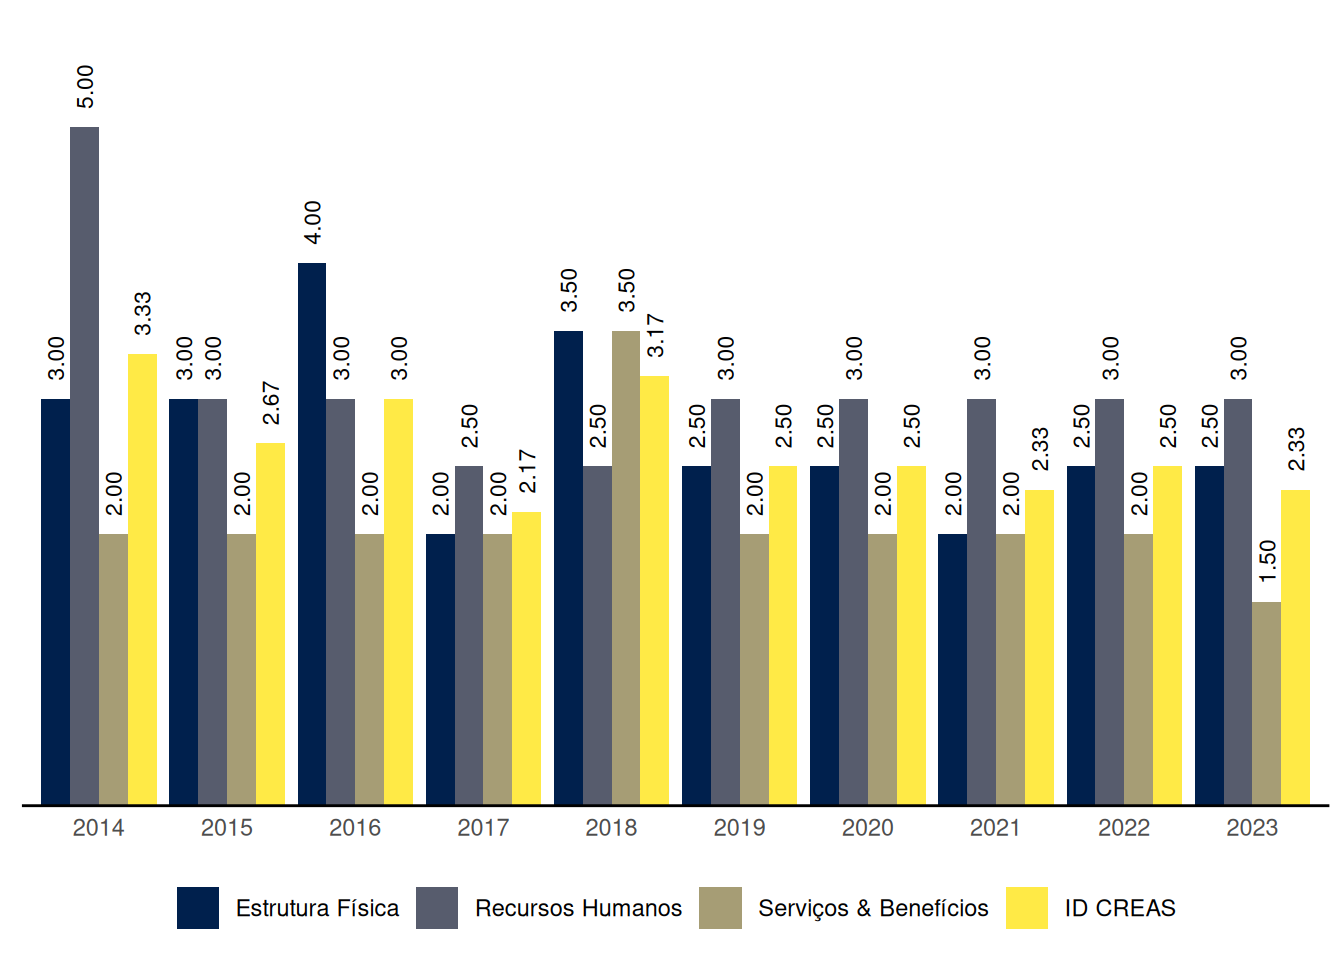 5.00
4.00
3.50 3.50
3.33
3.17
3.00 3.00 3.00 3.00 3.00 3.00 3.00 3.00 3.00 3.00
2.67
2.50 2.50 2.50 2.50 2.50 2.50 2.50 2.50 2.50
2.33 2.33
2.17
2.00 2.00 2.00 2.00 2.00 2.00 2.00 2.00 2.00 2.00
1.50
2014 2015 2016 2017 2018 2019 2020 2021 2022 2023
Estrutura Física Recursos Humanos Serviços & Benefícios ID CREAS